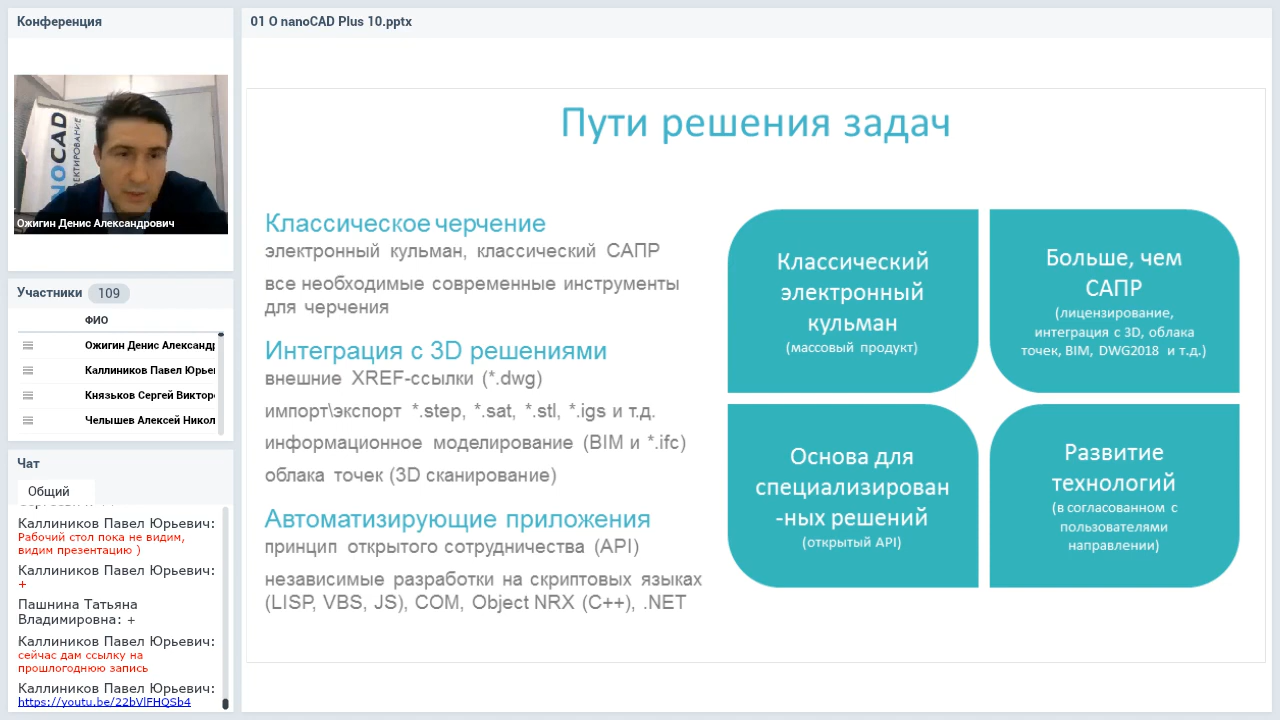 Конференция
NOCAD
ЕКТИРОВАНИЕ
Ожигин Денис Александрович
Участники 109
ФИО
Ожигин Денис Александр
Каллиников Павел Юрье
Князьков Сергей Виктор
Челышев Алексей Никол
Чат
Общий
Каллиников Павел Юрьевич:
Рабочий стол пока не видим,
видим презентацию )
Каллиников Павел Юрьевич:
+
Пашнина Татьяна
Владимировна: +
Каллиников Павел Юрьевич:
сейчас дам ссылку на
прошлогоднюю запись
Каллиников Павел Юрьевич:
https://youtu.be/22bVlFHQSb4
01 О nanoCAD Plus 10.pptx
Пути решения задач
Классическое черчение
электронный кульман, классический САПР
все необходимые современные инструменты
для черчения
Интеграция с 3D решениями
внешние XREF-ссылки (*.dwg)
импорт\экспорт *.step, *.sat, *.stl, *.igs и т.д.
информационное моделирование (BIM и *.ifc)
облака точек (3D сканирование)
Автоматизирующие приложения
принцип открытого сотрудничества (API)
независимые разработки на скриптовых языках
(LISP, VBS, JS), COM, Object NRX (C++), .NET
Классический
электронный
кульман
(массовый продукт)
Больше, чем
САПР
(лицензирование,
интеграция с 3D, облака
точек, BIM, DWG2018 и т.д.)
Основа для
специализирован
-ных решений
(открытый API)
Развитие
технологий
(в согласованном с
пользователями
направлении)